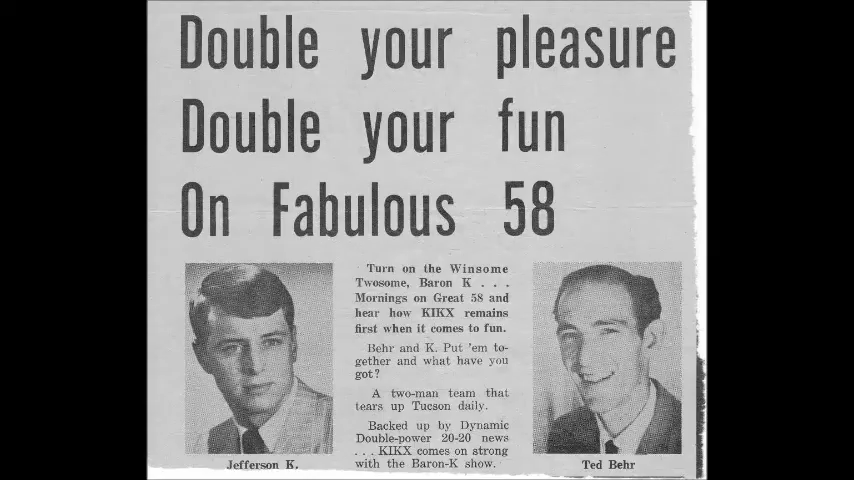 Double your pleasure
Double your fun
On Fabulous 58
Turn on the Winsome
Twosome, Baron K . . .
Mornings on Great 58 and
hear how KIKX remains
first when it comes to fun.
Behr and K. Put 'em to-
gether and what have you
got?
A two-man team that
tears up Tucson daily.
Backed up by Dynamic
Double-power 20-20 news
. . . KIKX comes on strong
with the Baron-K show.
Jefferson K.
Ted Behr